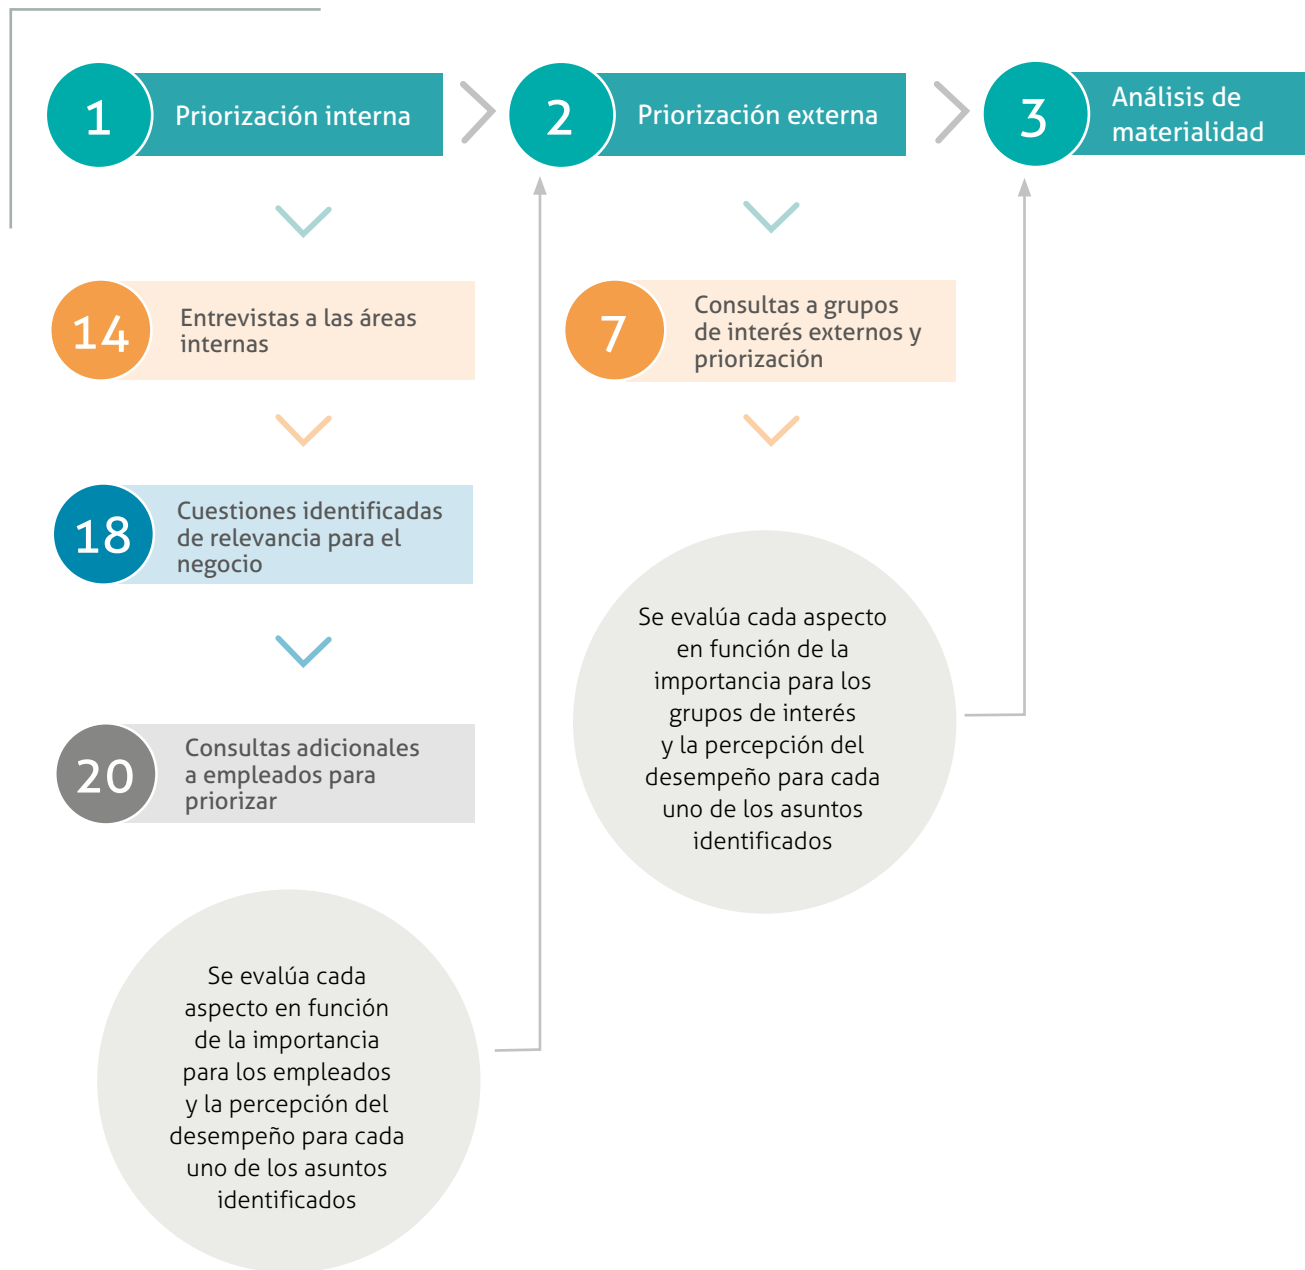 1
Priorización interna
2
Priorización externa
3
Análisis de
materialidad
14
Entrevistas a las áreas
internas
18
Cuestiones identificadas
de relevancia para el
negocio
20
Consultas adicionales
a empleados para
priorizar
Se evalúa cada
aspecto en función
de la importancia
para los empleados
y la percepción del
desempeño para cada
uno de los asuntos
identificados
7
Consultas a grupos
de interés externos y
priorización
Se evalúa cada aspecto
en función de la
importancia para los
grupos de interés
y la percepción del
desempeño para cada
uno de los asuntos
identificados